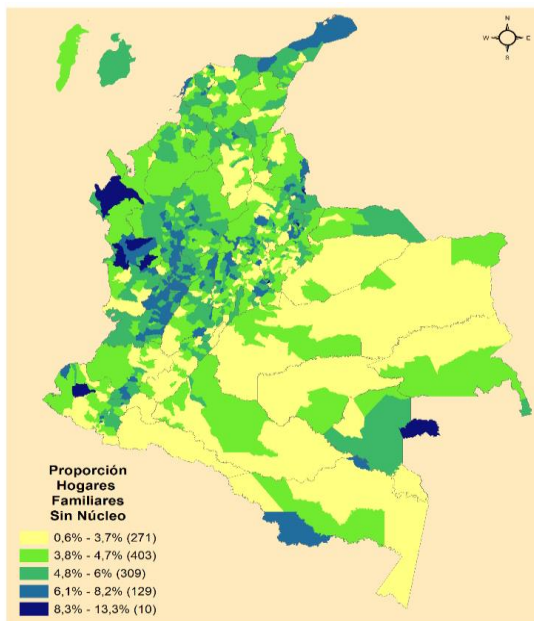 N
W E
S
Proporción
Hogares
Familiares
Sin Núcleo
0,6% - 3,7% (271)
3,8% - 4,7% (403)
4,8% - 6% (309)
6,1% - 8,2% (129)
8,3% - 13,3% (10)